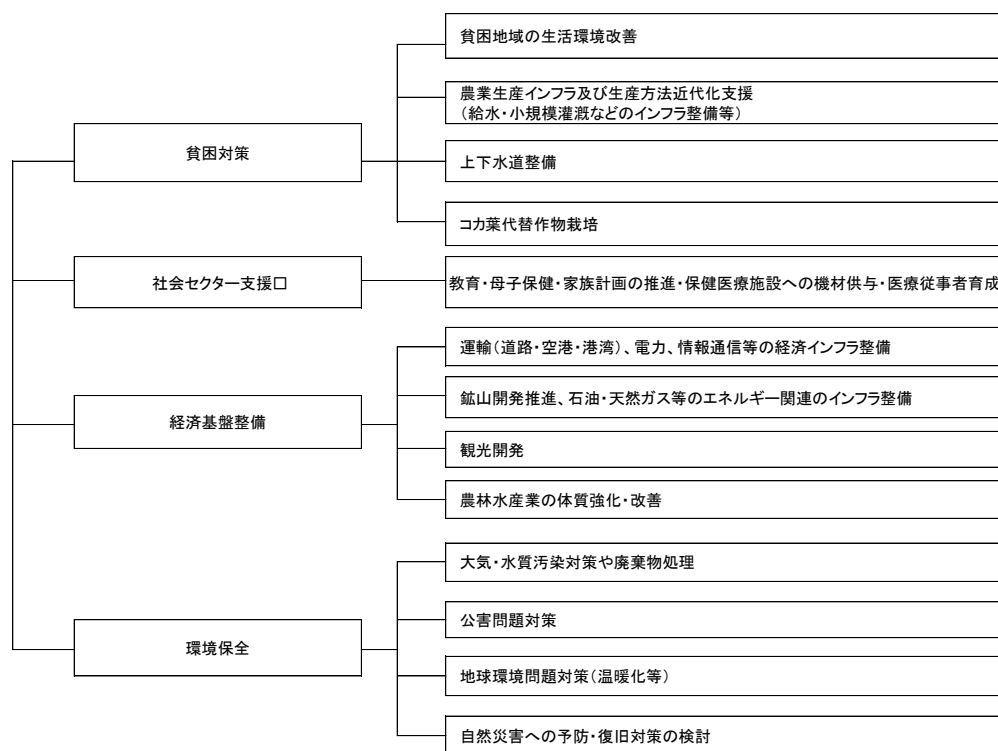 貧困対策
貧困地域の生活環境改善
農業生産インフラ及び生産方法近代化支援
（給水・小規模灌漑などのインフラ整備等）
上下水道整備
コカ葉代替作物栽培
社会セクター支援口
教育・母子保健・家族計画の推進・保健医療施設への機材供与・医療従事者育成
経済基盤整備
運輸（道路・空港・港湾）、電力、情報通信等の経済インフラ整備
鉱山開発推進、石油・天然ガス等のエネルギー関連のインフラ整備
観光開発
農林水産業の体質強化・改善
環境保全
大気・水質汚染対策や廃棄物処理
公害問題対策
地球環境問題対策（温暖化等）
自然災害への予防・復旧対策の検討